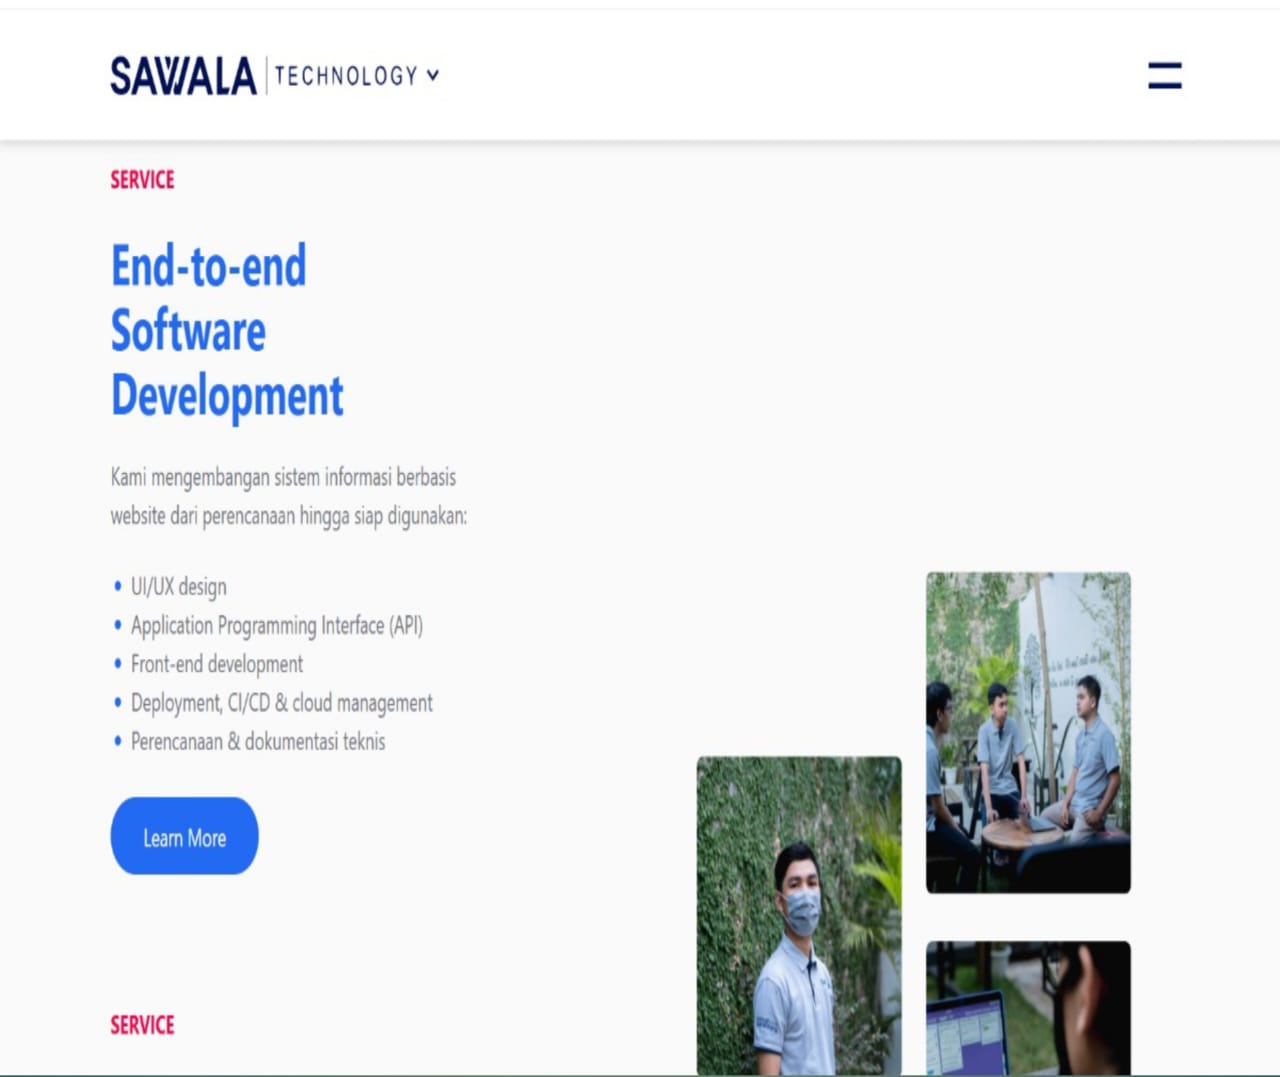 SAWALA TECHNOLOGY
SERVICE
End-to-end
Software
Development
Kami mengembangan sistem informasi berbasis
website dari perencanaan hingga siap digunakan:
UI/UX design
Application Programming Interface (API)
Front-end development
Deployment, CI/CD & cloud management
Perencanaan & dokumentasi teknis
Learn More
SERVICE